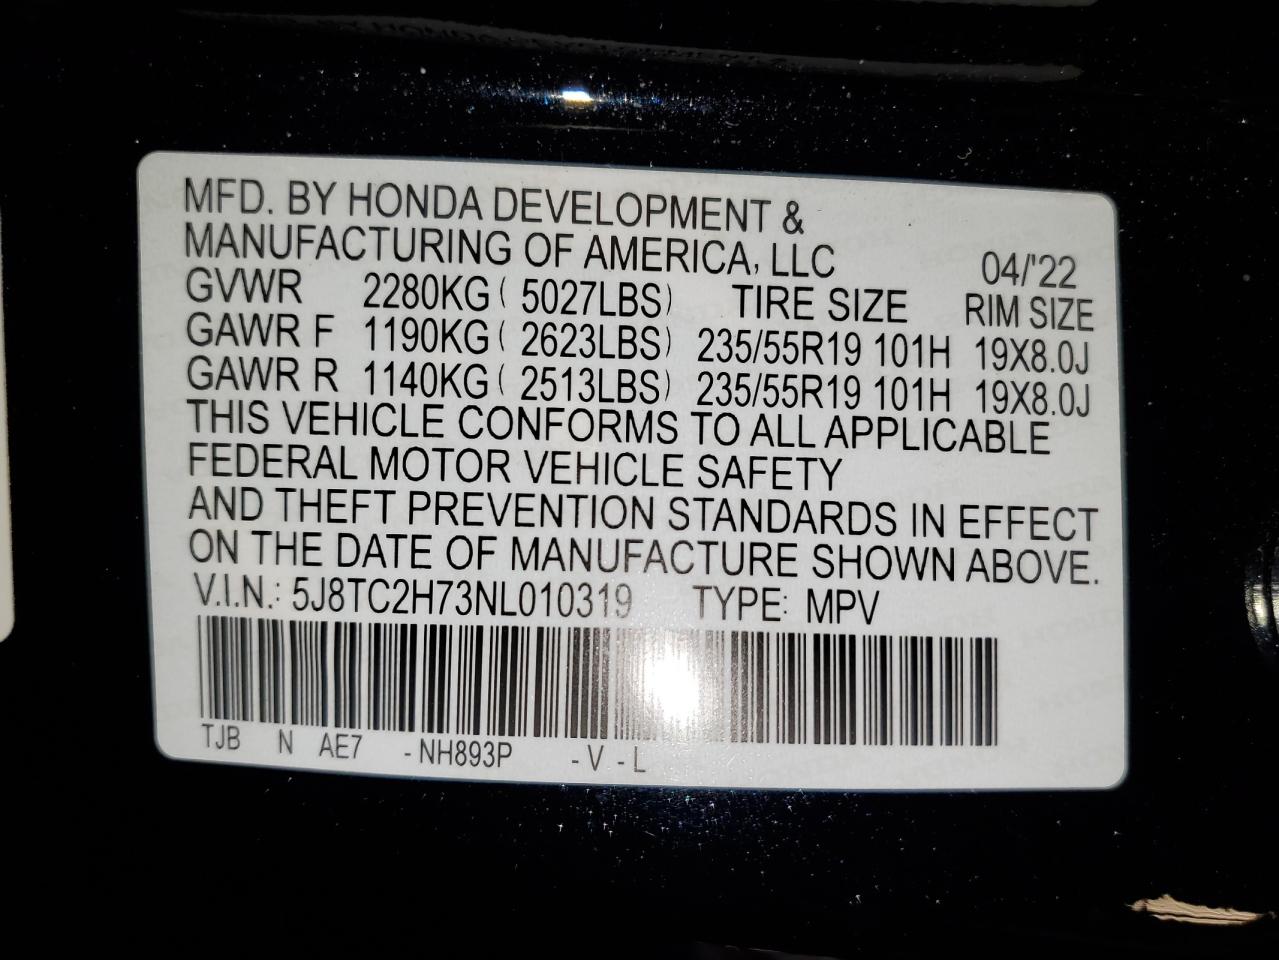 MFD. BY HONDA DEVELOPMENT &
MANUFACTURING OF AMERICA, LLC 04/'22
GVWR 2280KG ( 5027LBS) TIRE SIZE RIM SIZE
GAWR F 1190KG ( 2623LBS) 235/55R19 101H 19X8.0J
GAWR R 1140KG ( 2513LBS) 235/55R19 101H 19X8.0J
THIS VEHICLE CONFORMS TO ALL APPLICABLE
FEDERAL MOTOR VEHICLE SAFETY
AND THEFT PREVENTION STANDARDS IN EFFECT
ON THE DATE OF MANUFACTURE SHOWN ABOVE.
V.I.N.: 5J8TC2H73NL010319 TYPE: MPV
TJB N AE7 - NH893P - V - L